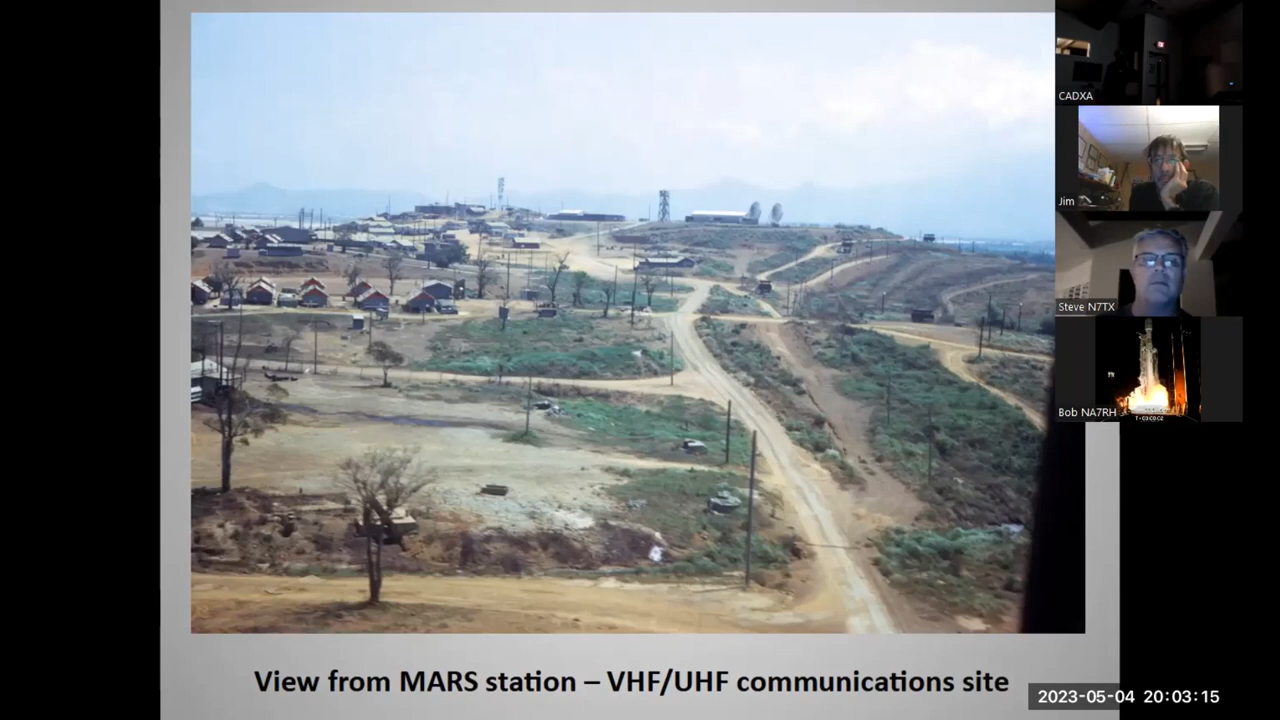 CADXA
Jim
Steve N7TX
Bob NA7RH
View from MARS station – VHF/UHF communications site
2023-05-04 20:03:15